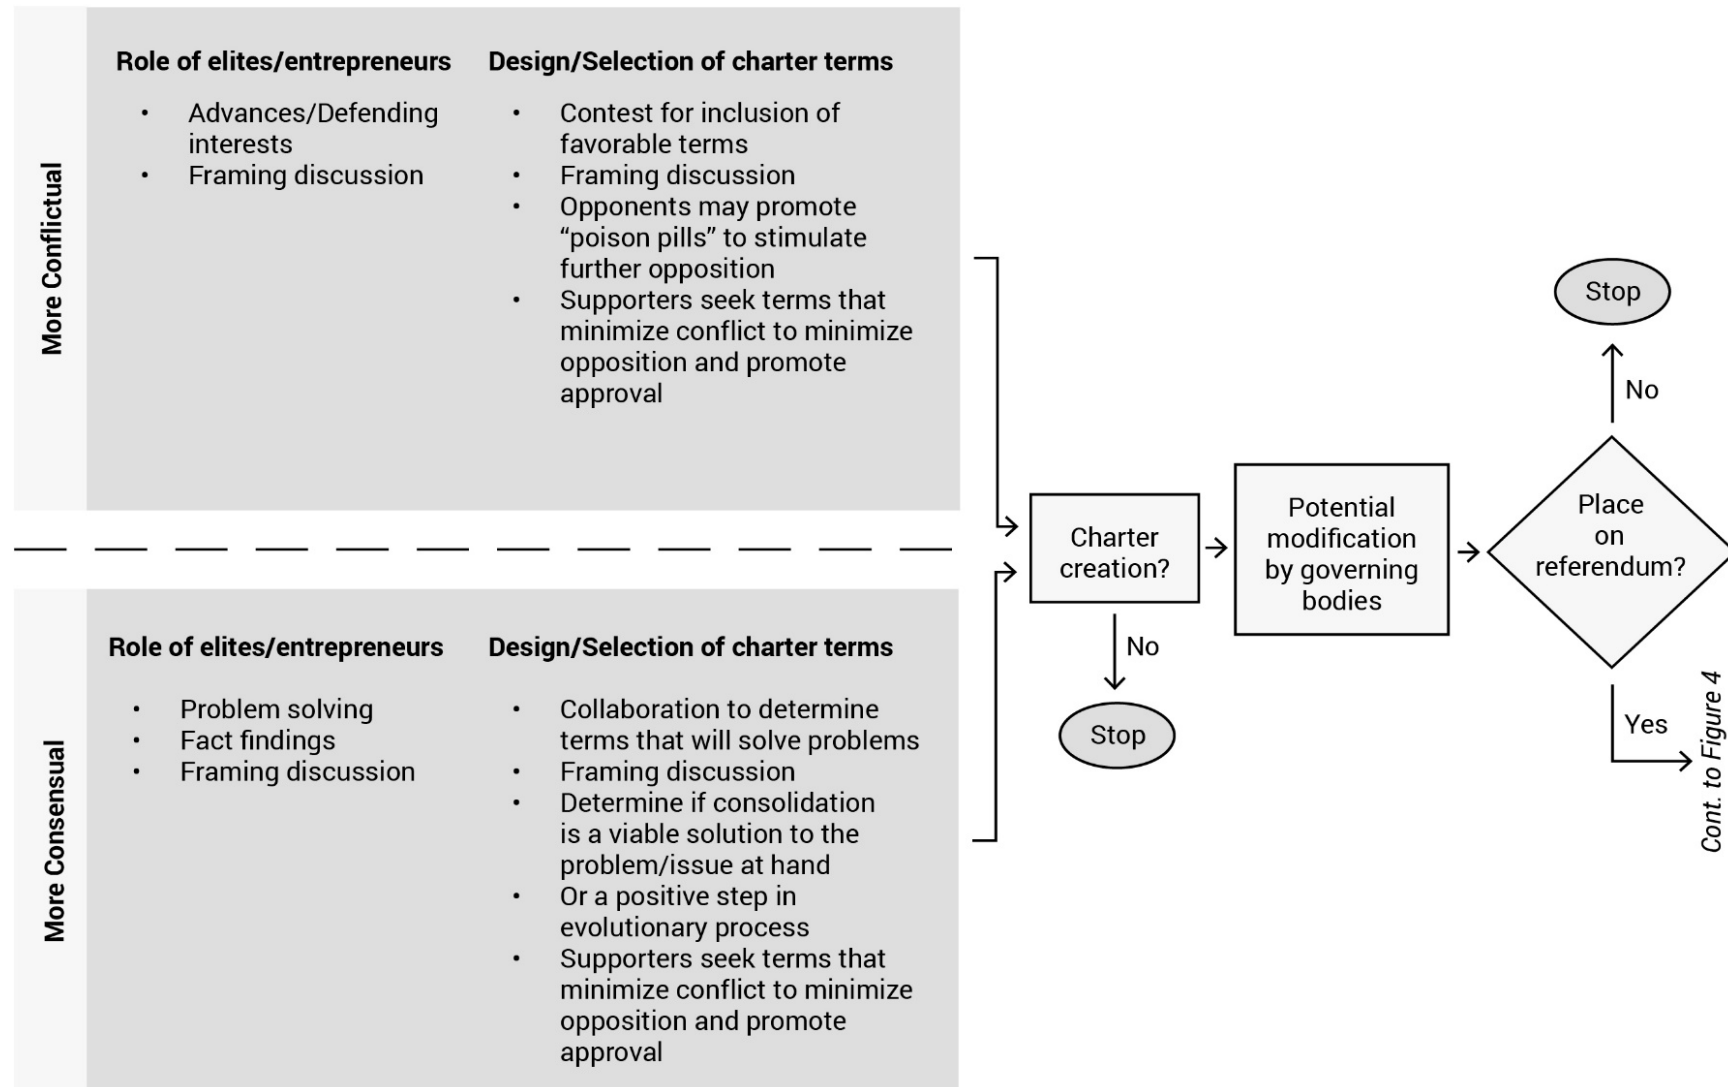 More Conflictual
Role of elites/entrepreneurs
• Advances/Defending
interests
• Framing discussion
Design/Selection of charter terms
• Contest for inclusion of
favorable terms
• Framing discussion
• Opponents may promote
“poison pills” to stimulate
further opposition
• Supporters seek terms that
minimize conflict to minimize
opposition and promote
approval
More Consensual
Role of elites/entrepreneurs
• Problem solving
• Fact findings
• Framing discussion
Design/Selection of charter terms
• Collaboration to determine
terms that will solve problems
• Framing discussion
• Determine if consolidation
is a viable solution to the
problem/issue at hand
• Or a positive step in
evolutionary process
• Supporters seek terms that
minimize conflict to minimize
opposition and promote
approval
Charter
creation?
No
Stop
Potential
modification
by governing
bodies
Place
on
referendum?
No
Stop
Yes
Cont. to Figure 4